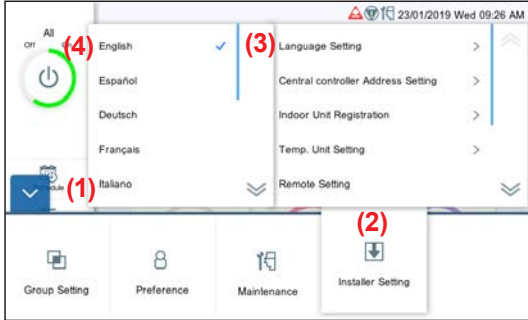 23/01/2019 Wed 09:26 AM
All
Off
(4)
English
(3)
Language Setting
Español
Central controller Address Setting
Deutsch
Indoor Unit Registration
Français
Temp. Unit Setting
(1)
Italiano
Remote Setting
(2)
Group Setting
Preference
Maintenance
Installer Setting